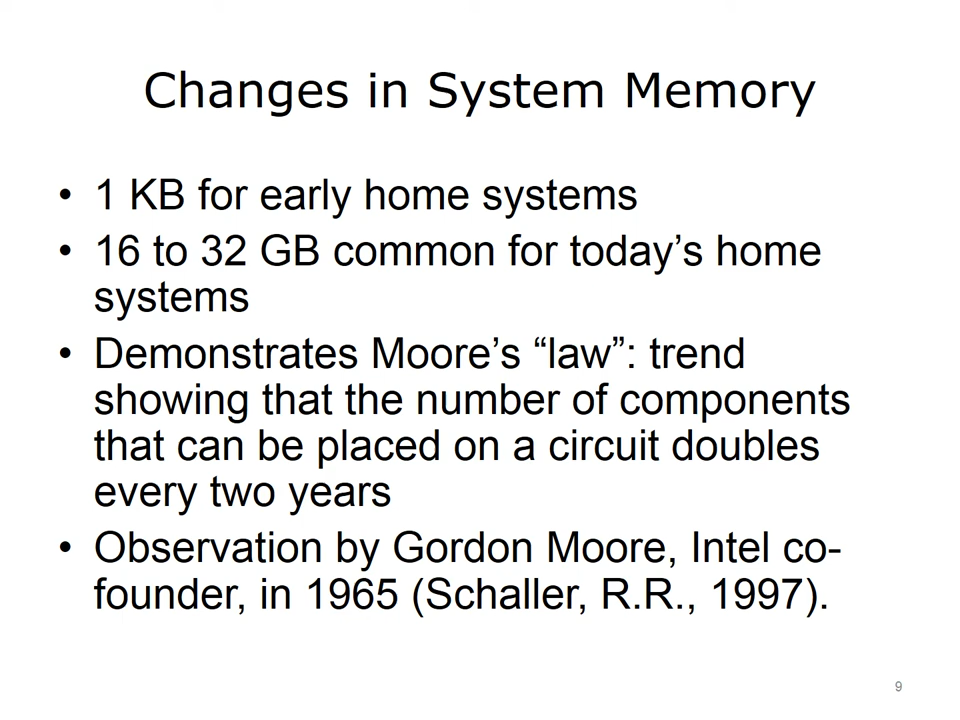 Changes in System Memory
• 1 KB for early home systems
• 16 to 32 GB common for today’s home
systems
• Demonstrates Moore’s “law”: trend
showing that the number of components
that can be placed on a circuit doubles
every two years
• Observation by Gordon Moore, Intel co-
founder, in 1965 (Schaller, R.R., 1997).
9